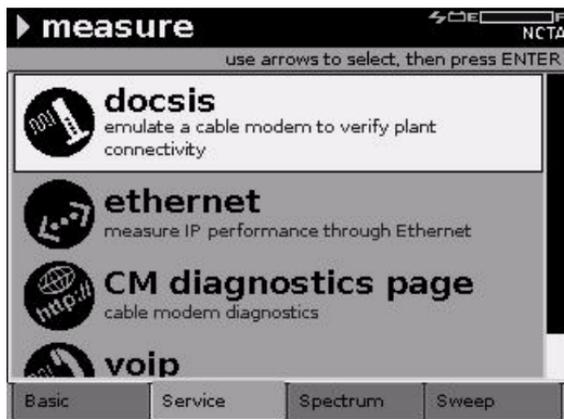 measure
E F
NCTA
use arrows to select, then press ENTER
docsis
emulate a cable modem to verify plant
connectivity
ethernet
measure IP performance through Ethernet
http://
CM diagnostics page
cable modem diagnostics
voip
Basic Service Spectrum Sweep